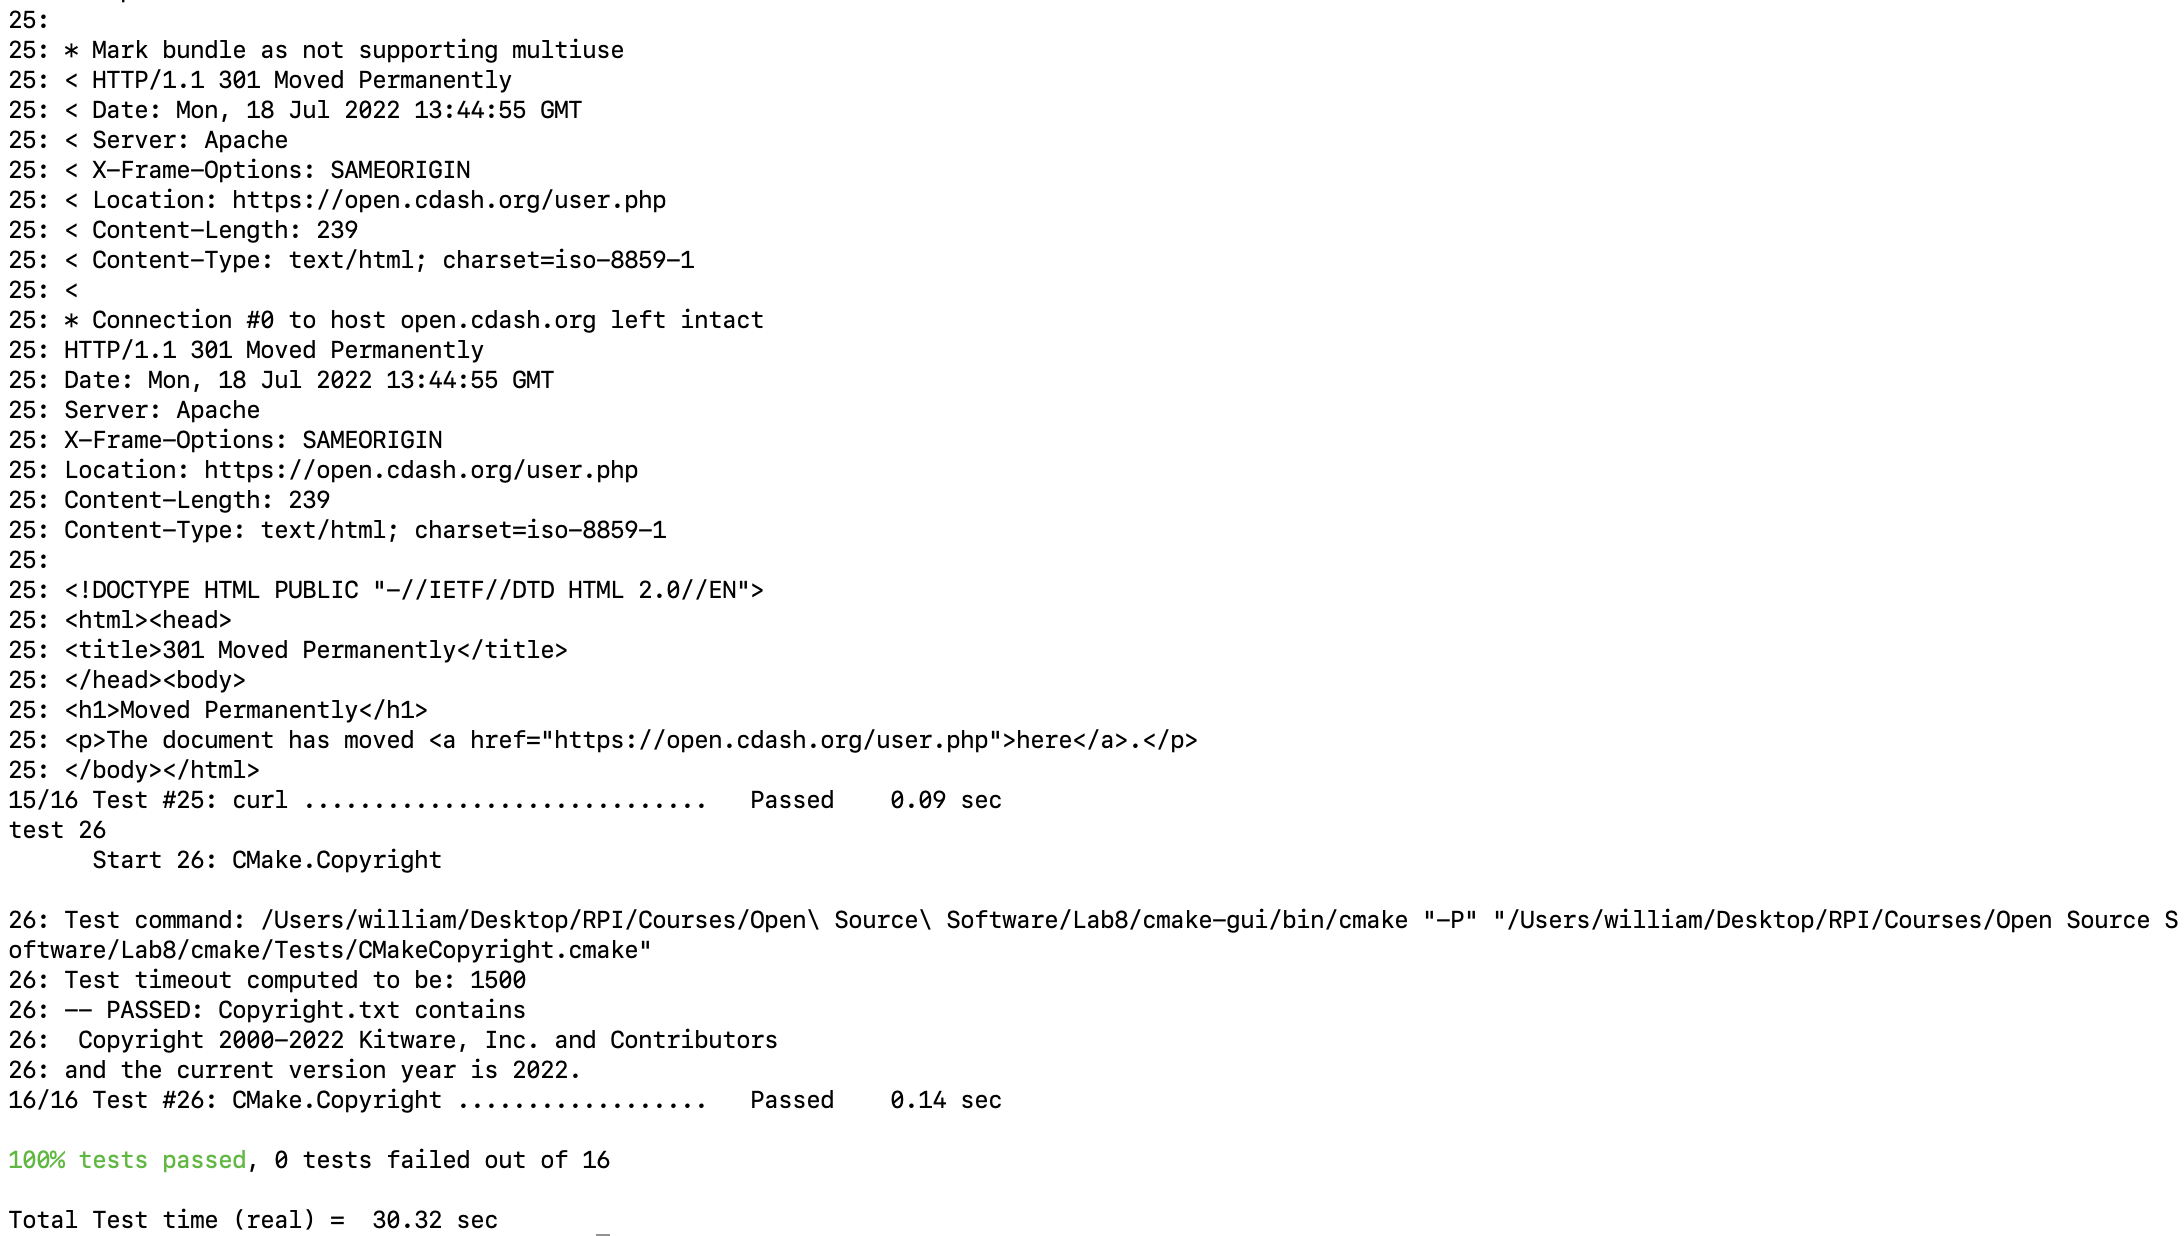 25:
25: * Mark bundle as not supporting multiuse
25: < HTTP/1.1 301 Moved Permanently
25: < Date: Mon, 18 Jul 2022 13:44:55 GMT
25: < Server: Apache
25: < X-Frame-Options: SAMEORIGIN
25: < Location: https://open.cdash.org/user.php
25: < Content-Length: 239
25: < Content-Type: text/html; charset=iso-8859-1
25: <
25: * Connection #0 to host open.cdash.org left intact
25: HTTP/1.1 301 Moved Permanently
25: Date: Mon, 18 Jul 2022 13:44:55 GMT
25: Server: Apache
25: X-Frame-Options: SAMEORIGIN
25: Location: https://open.cdash.org/user.php
25: Content-Length: 239
25: Content-Type: text/html; charset=iso-8859-1
25:
25: <!DOCTYPE HTML PUBLIC "-//IETF//DTD HTML 2.0//EN">
25: <html><head>
25: <title>301 Moved Permanently</title>
25: </head><body>
25: <h1>Moved Permanently</h1>
25: <p>The document has moved <a href="https://open.cdash.org/user.php">here</a>.</p>
25: </body></html>
15/16 Test #25: curl .............................   Passed    0.09 sec
test 26
      Start 26: CMake.Copyright

26: Test command: /Users/william/Desktop/RPI/Courses/Open\ Source\ Software/Lab8/cmake-gui/bin/cmake "-P" "/Users/william/Desktop/RPI/Courses/Open Source S
oftware/Lab8/cmake/Tests/CMakeCopyright.cmake"
26: Test timeout computed to be: 1500
26: -- PASSED: Copyright.txt contains
26:  Copyright 2000-2022 Kitware, Inc. and Contributors
26: and the current version year is 2022.
16/16 Test #26: CMake.Copyright ..................   Passed    0.14 sec

100% tests passed, 0 tests failed out of 16

Total Test time (real) =  30.32 sec